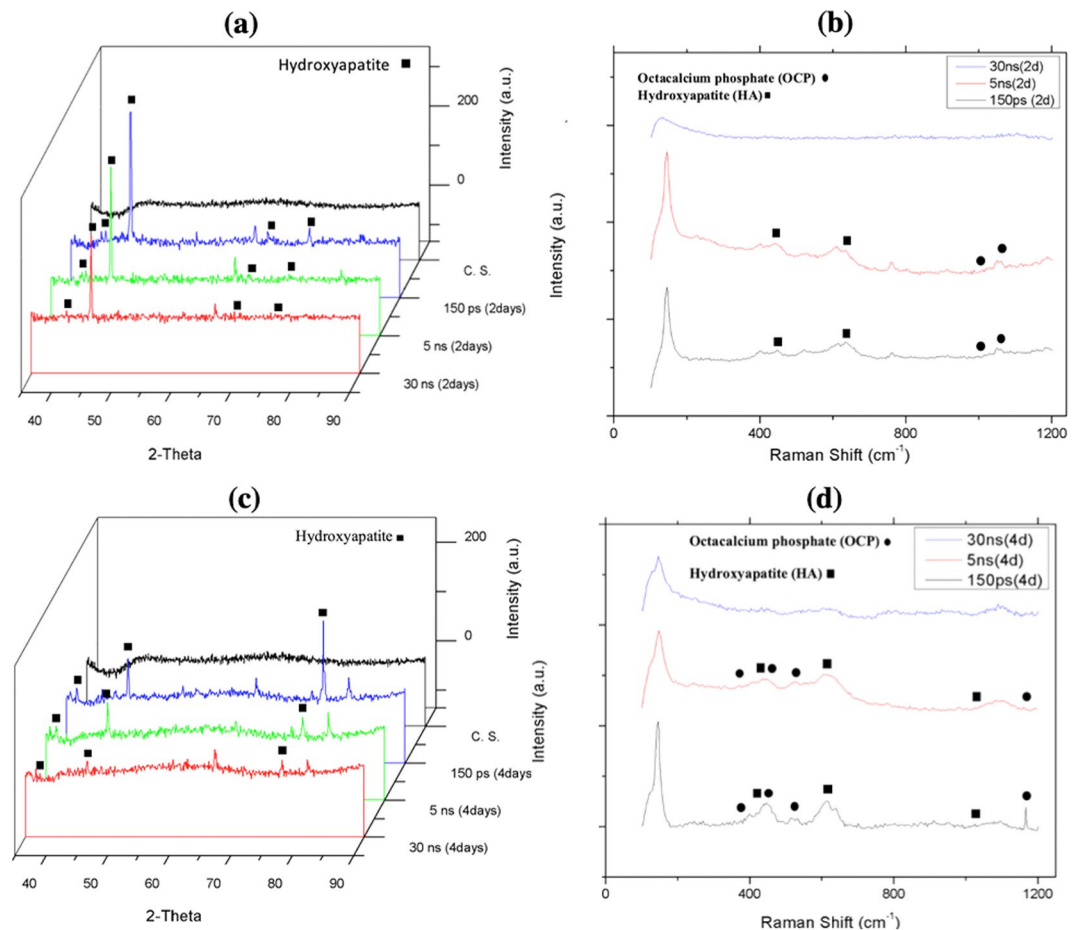 (a)
Hydroxyapatite
200
0
Intensity (a.u.)
C. S.
150 ps (2days)
5 ns (2days)
30 ns (2days)
40 50 60 70 80 90
2-Theta
(b)
Octacalcium phosphate (OCP)
Hydroxyapatite (HA)
30ns(2d)
5ns(2d)
150ps (2d)
Intensity (a.u.)
0 400 800 1200
Raman Shift (cm⁻¹)
(c)
Hydroxyapatite
200
0
Intensity (a.u.)
C. S.
150 ps (4days
5 ns (4days)
30 ns (4days)
40 50 60 70 80 90
2-Theta
(d)
Octacalcium phosphate (OCP)
Hydroxyapatite (HA)
30ns(4d)
5ns(4d)
150ps(4d)
Intensity (a.u.)
0 400 800 1200
Raman Shift (cm⁻¹)